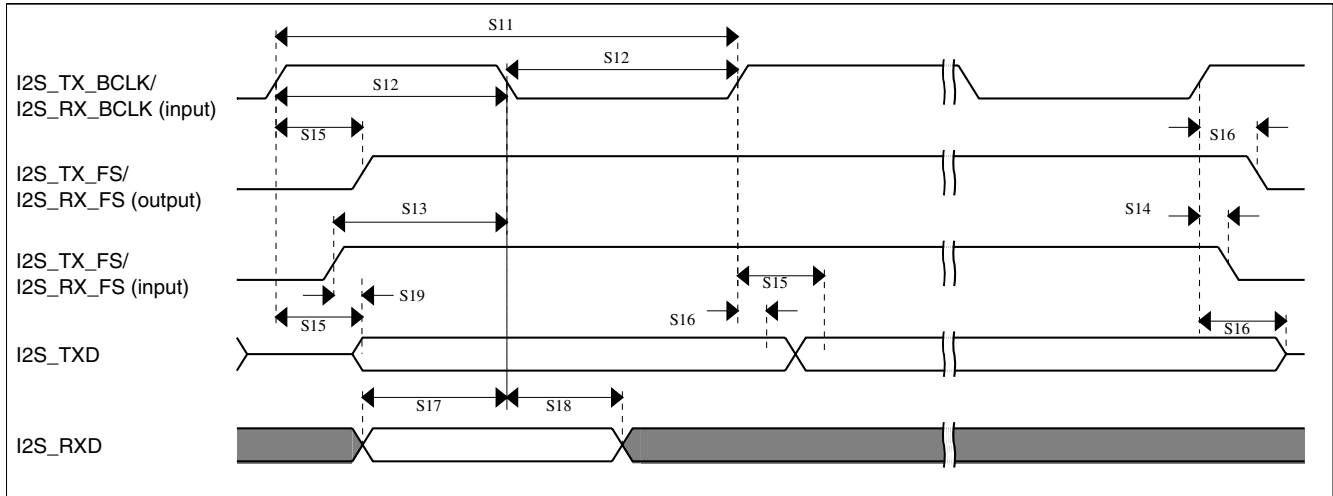 S11
I2S_TX_BCLK/
I2S_RX_BCLK (input)
S12
S12
S15
S16
I2S_TX_FS/
I2S_RX_FS (output)
S13
S14
I2S_TX_FS/
I2S_RX_FS (input)
S15
S19
S16
S15
S16
I2S_TXD
S17
S18
I2S_RXD